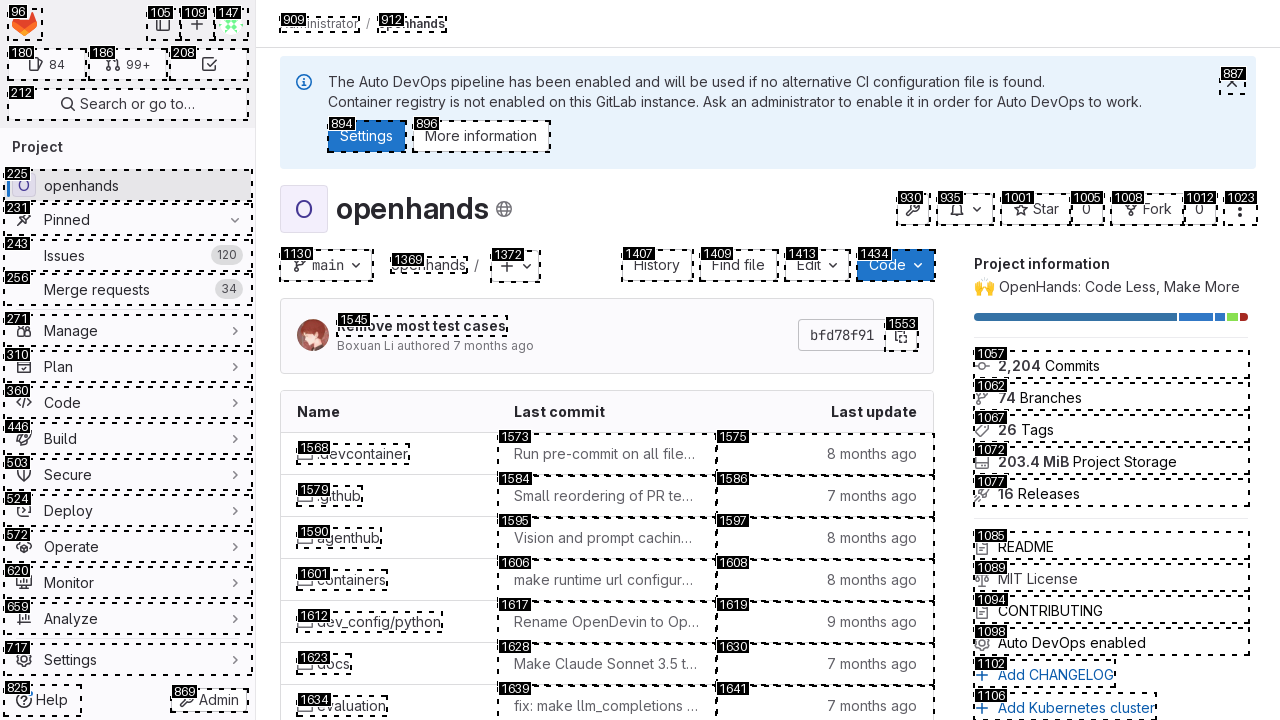 96
105
109
147
180
84
186
99+
208
212
Search or go to…
Project
225
O
openhands
231
Pinned
243
Issues
120
256
Merge requests
34
271
Manage
310
Plan
360
Code
446
Build
503
Secure
524
Deploy
572
Operate
620
Monitor
659
Analyze
717
Settings
825
Help
869
Admin
909
Administrator
/
912
openhands
The Auto DevOps pipeline has been enabled and will be used if no alternative CI configuration file is found.
Container registry is not enabled on this GitLab instance. Ask an administrator to enable it in order for Auto DevOps to work.
887
894
Settings
896
More information
O
openhands
930
935
1001
Star
1005
0
1008
Fork
1012
0
1023
1130
main
1369
openhands
/
1372
1407
History
1409
Find file
1413
Edit
1434
Code
1545
Remove most test cases
Boxuan Li authored 7 months ago
bfd78f91
1553
Name
Last commit
Last update
1568
.devcontainer
1573
Run pre-commit on all file…
1575
8 months ago
1579
.github
1584
Small reordering of PR te…
1586
7 months ago
1590
agenthub
1595
Vision and prompt cachin…
1597
8 months ago
1601
containers
1606
make runtime url configur…
1608
8 months ago
1612
dev_config/python
1617
Rename OpenDevin to Op…
1619
9 months ago
1623
docs
1628
Make Claude Sonnet 3.5 t…
1630
7 months ago
1634
evaluation
1639
fix: make llm_completions …
1641
7 months ago
Project information
🙌 OpenHands: Code Less, Make More
1057
2,204 Commits
1062
74 Branches
1067
26 Tags
1072
203.4 MiB Project Storage
1077
16 Releases
1085
README
1089
MIT License
1094
CONTRIBUTING
1098
Auto DevOps enabled
1102
Add CHANGELOG
1106
Add Kubernetes cluster